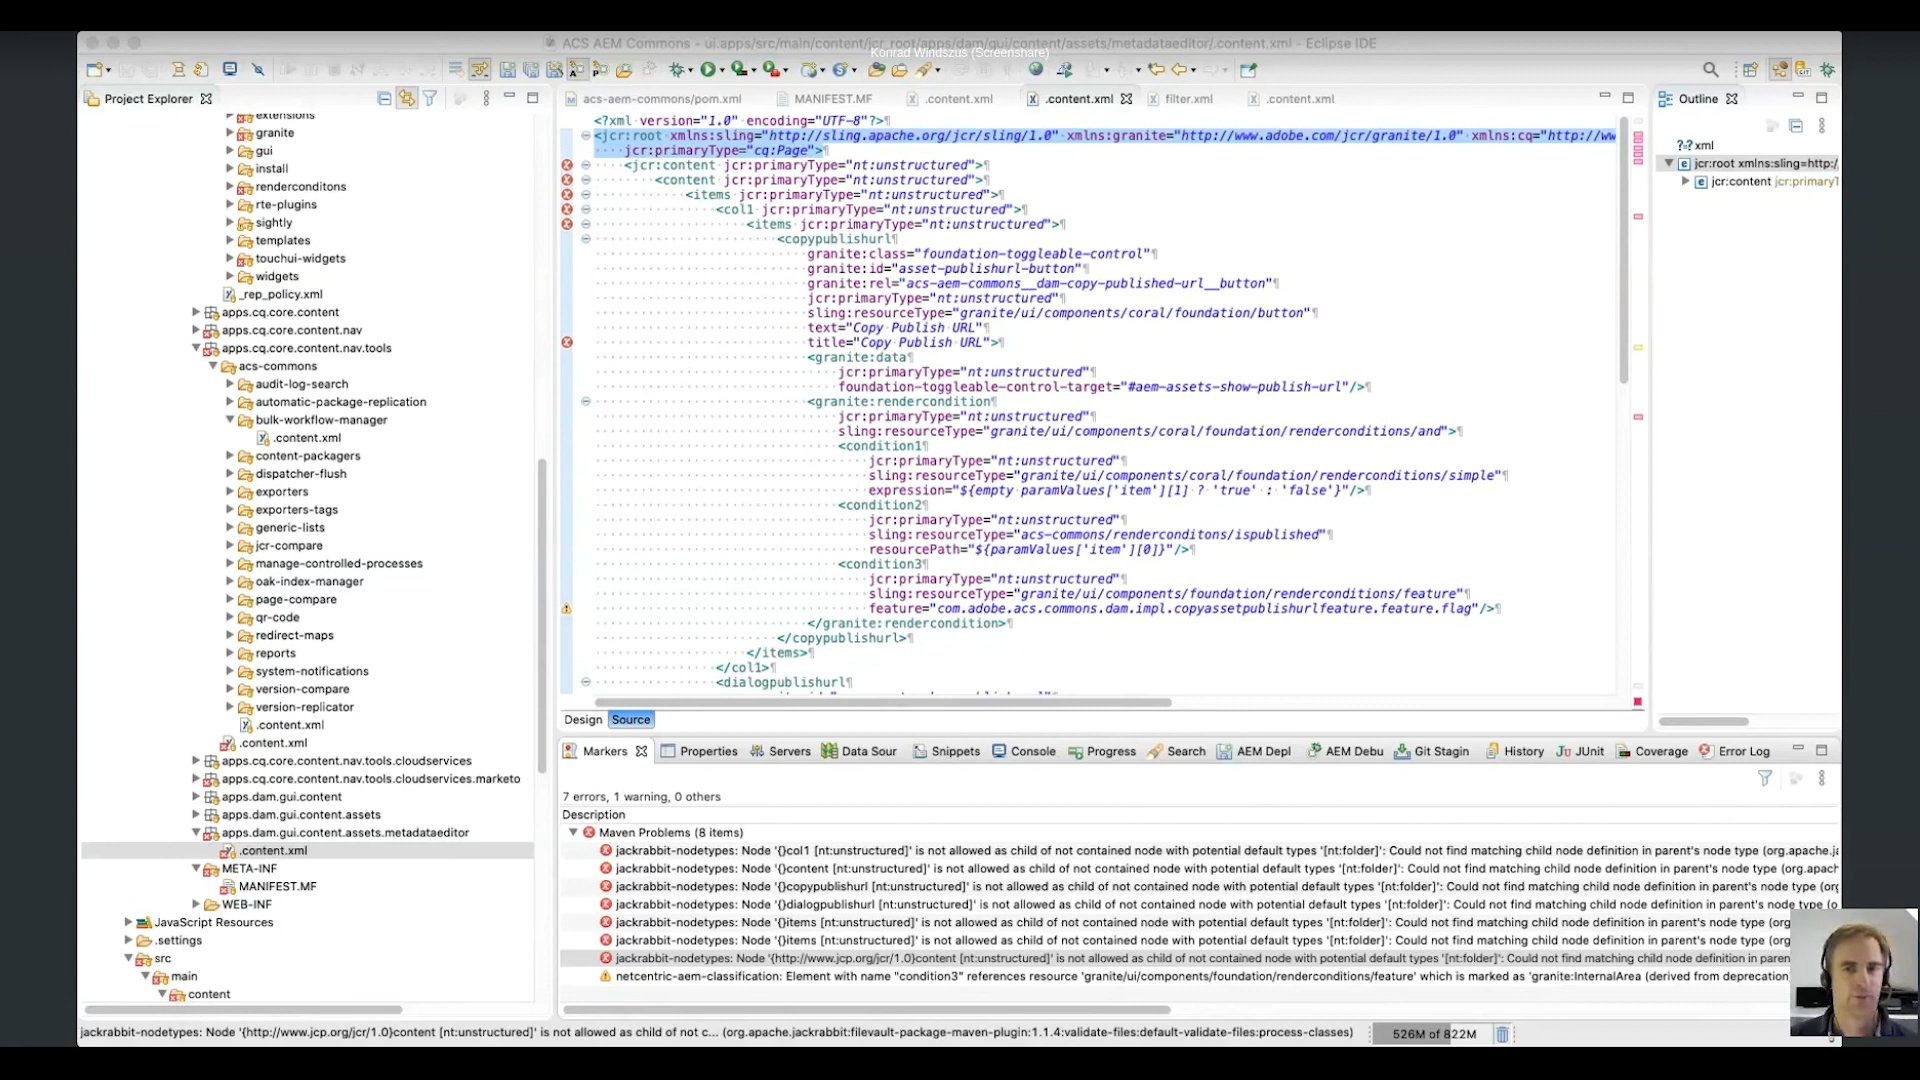 ACS AEM Commons - ui.apps/src/main/content/jcr_root/apps/dam/gui/content/assets/metadataeditor/.content.xml - Eclipse IDE
Konrad Windszus (Screenshare)
Project Explorer
extensions
granite
gui
install
renderconditons
rte-plugins
sightly
templates
touchui-widgets
widgets
_rep_policy.xml
apps.cq.core.content
apps.cq.core.content.nav
apps.cq.core.content.nav.tools
acs-commons
audit-log-search
automatic-package-replication
bulk-workflow-manager
.content.xml
content-packagers
dispatcher-flush
exporters
exporters-tags
generic-lists
jcr-compare
manage-controlled-processes
oak-index-manager
page-compare
qr-code
redirect-maps
reports
system-notifications
version-compare
version-replicator
.content.xml
.content.xml
apps.cq.core.content.nav.tools.cloudservices
apps.cq.core.content.nav.tools.cloudservices.marketo
apps.dam.gui.content
apps.dam.gui.content.assets
apps.dam.gui.content.assets.metadataeditor
.content.xml
META-INF
MANIFEST.MF
WEB-INF
JavaScript Resources
.settings
src
main
content
acs-aem-commons/pom.xml MANIFEST.MF .content.xml .content.xml filter.xml .content.xml
<?xml version="1.0" encoding="UTF-8"?>¶
<jcr:root xmlns:sling="http://sling.apache.org/jcr/sling/1.0" xmlns:granite="http://www.adobe.com/jcr/granite/1.0" xmlns:cq="http://ww
jcr:primaryType="cq:Page">¶
<jcr:content jcr:primaryType="nt:unstructured">¶
<content jcr:primaryType="nt:unstructured">¶
<items jcr:primaryType="nt:unstructured">¶
<col1 jcr:primaryType="nt:unstructured">¶
<items jcr:primaryType="nt:unstructured">¶
<copypublishurl¶
granite:class="foundation-toggleable-control"¶
granite:id="asset-publishurl-button"¶
granite:rel="acs-aem-commons__dam-copy-published-url__button"¶
jcr:primaryType="nt:unstructured"¶
sling:resourceType="granite/ui/components/coral/foundation/button"¶
text="Copy Publish URL"¶
title="Copy Publish URL">¶
<granite:data¶
jcr:primaryType="nt:unstructured"¶
foundation-toggleable-control-target="#aem-assets-show-publish-url"/>¶
<granite:rendercondition¶
jcr:primaryType="nt:unstructured"¶
sling:resourceType="granite/ui/components/coral/foundation/renderconditions/and">¶
<condition1¶
jcr:primaryType="nt:unstructured"¶
sling:resourceType="granite/ui/components/coral/foundation/renderconditions/simple"¶
expression="${empty paramValues['item'][1] ? 'true' : 'false'}"/>¶
<condition2¶
jcr:primaryType="nt:unstructured"¶
sling:resourceType="acs-commons/renderconditons/ispublished"¶
resourcePath="${paramValues['item'][0]}"/>¶
<condition3¶
jcr:primaryType="nt:unstructured"¶
sling:resourceType="granite/ui/components/foundation/renderconditions/feature"¶
feature="com.adobe.acs.commons.dam.impl.copyassetpublishurlfeature.feature.flag"/>¶
</granite:rendercondition>¶
</copypublishurl>¶
</items>¶
</col1>¶
<dialogpublishurl¶
Design Source
Outline
?=? xml
jcr:root xmlns:sling=http:/
jcr:content jcr:primaryT
Markers Properties Servers Data Sour Snippets Console Progress Search AEM Depl AEM Debu Git Stagin History JUnit Coverage Error Log
7 errors, 1 warning, 0 others
Description
Maven Problems (8 items)
jackrabbit-nodetypes: Node '{}col1 [nt:unstructured]' is not allowed as child of not contained node with potential default types '[nt:folder]': Could not find matching child node definition in parent's node type (org.apache.ja
jackrabbit-nodetypes: Node '{}content [nt:unstructured]' is not allowed as child of not contained node with potential default types '[nt:folder]': Could not find matching child node definition in parent's node type (org.apac
jackrabbit-nodetypes: Node '{}copypublishurl [nt:unstructured]' is not allowed as child of not contained node with potential default types '[nt:folder]': Could not find matching child node definition in parent's node type (org
jackrabbit-nodetypes: Node '{}dialogpublishurl [nt:unstructured]' is not allowed as child of not contained node with potential default types '[nt:folder]': Could not find matching child node definition in parent's node type (o
jackrabbit-nodetypes: Node '{}items [nt:unstructured]' is not allowed as child of not contained node with potential default types '[nt:folder]': Could not find matching child node definition in parent's node type (org
jackrabbit-nodetypes: Node '{}items [nt:unstructured]' is not allowed as child of not contained node with potential default types '[nt:folder]': Could not find matching child node definition in parent's node type (org
jackrabbit-nodetypes: Node '{http://www.jcp.org/jcr/1.0}content [nt:unstructured]' is not allowed as child of not contained node with potential default types '[nt:folder]': Could not find matching child node definition in paren
netcentric-aem-classification: Element with name "condition3" references resource 'granite/ui/components/foundation/renderconditions/feature' which is marked as 'granite:InternalArea (derived from deprecation
jackrabbit-nodetypes: Node '{http://www.jcp.org/jcr/1.0}content [nt:unstructured]' is not allowed as child of not c... (org.apache.jackrabbit:filevault-package-maven-plugin:1.1.4:validate-files:default-validate-files:process-classes)
526M of 822M